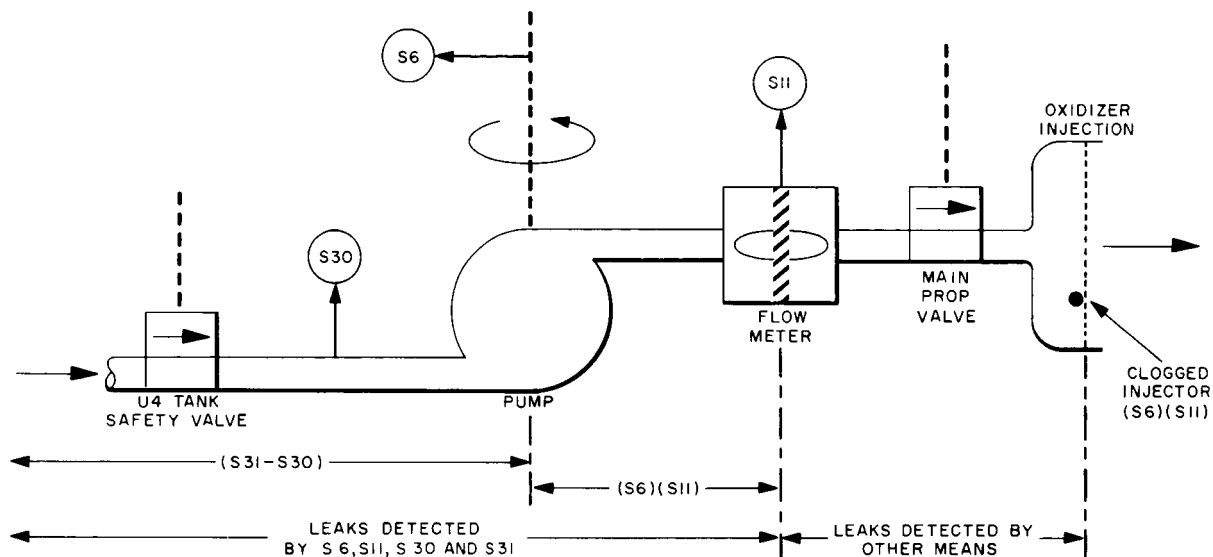 S6
S11
OXIDIZER
INJECTION
S30
MAIN
PROP
VALVE
FLOW
METER
CLOGGED
INJECTOR
(S6)(S11)
U4 TANK
SAFETY VALVE
PUMP
(S31-S30)
(S6)(S11)
LEAKS DETECTED
BY S6,S11, S30 AND S31
LEAKS DETECTED BY
OTHER MEANS